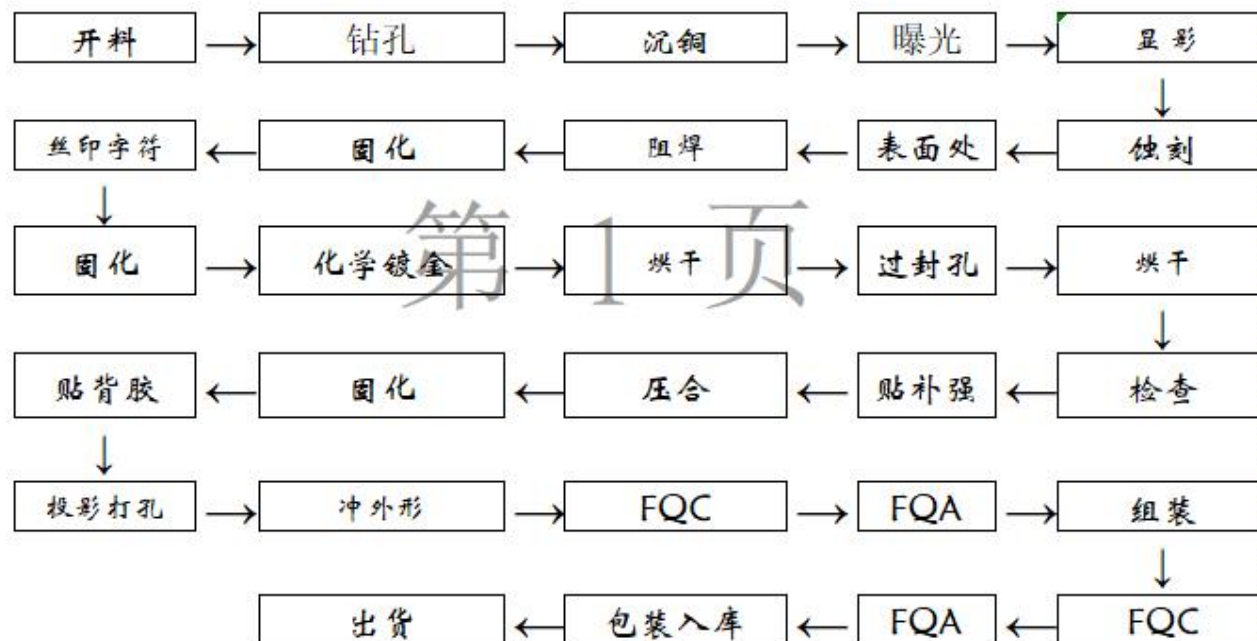 开料 → 钻孔 → 沉铜 → 曝光 → 显影
丝印字符 ← 固化 ← 阻焊 ← 表面处 ← 蚀刻
固化 → 化学镀金 → 烘干 → 过封孔 → 烘干
第 1 页
贴背胶 ← 固化 ← 压合 ← 贴补强 ← 检查
投影打孔 → 冲外形 → FQC → FQA → 组装
出货 ← 包装入库 ← FQA ← FQC